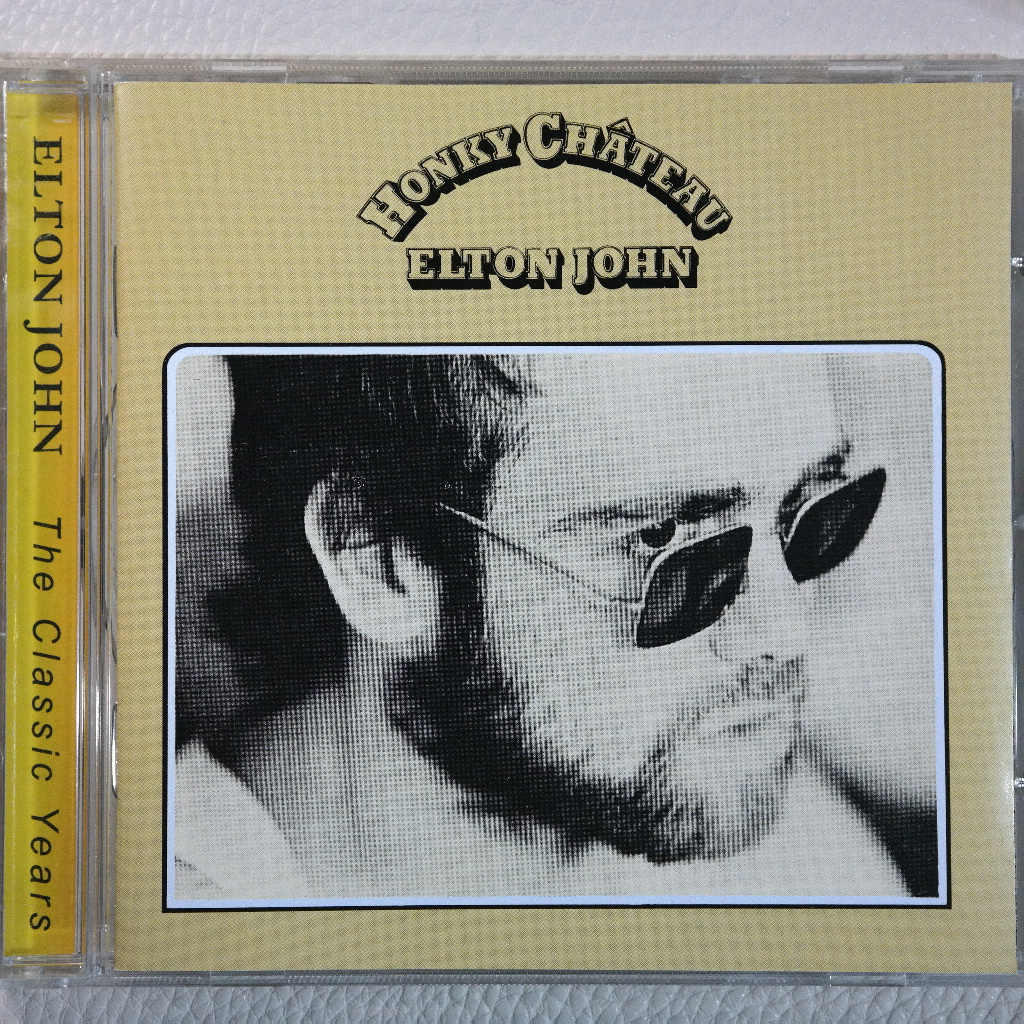 HONKY CHÂTEAU
ELTON JOHN
ELTON JOHN The Classic Years